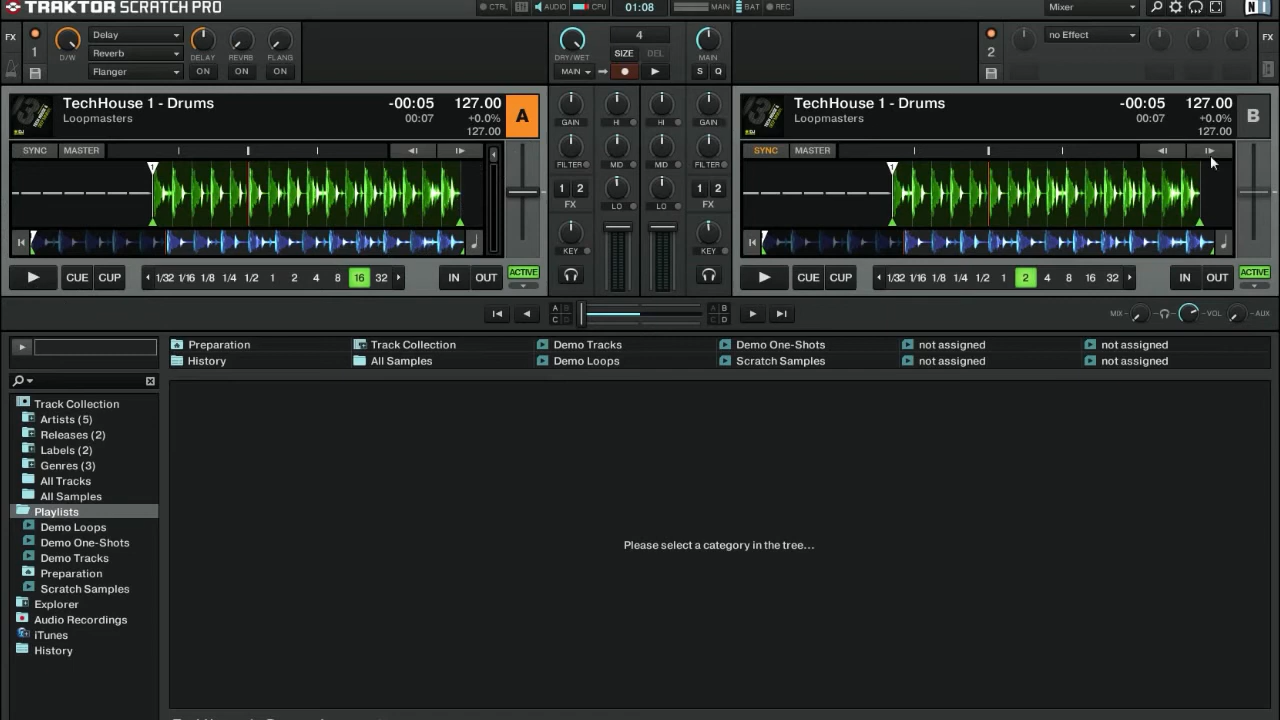 TRAKTOR SCRATCH PRO
CTRL AUDIO CPU 01:08 MAIN BAT REC
Mixer
FX 1 D/W Delay Reverb Flanger DELAY REVRB FLANG ON ON ON
DRY/WET 4 SIZE DEL MAIN MAIN S Q
2 no Effect FX
TechHouse 1 - Drums -00:05 127.00 A
Loopmasters 00:07 +0.0%
127.00
SYNC MASTER
1
CUE CUP 1/32 1/16 1/8 1/4 1/2 1 2 4 8 16 32 IN OUT ACTIVE
GAIN HI HI GAIN
FILTER MID MID FILTER
1 2 FX LO LO 1 2 FX
KEY KEY
TechHouse 1 - Drums -00:05 127.00 B
Loopmasters 00:07 +0.0%
127.00
SYNC MASTER
1
CUE CUP 1/32 1/16 1/8 1/4 1/2 1 2 4 8 16 32 IN OUT ACTIVE
A B C D A B C D
MIX VOL AUX
Preparation Track Collection Demo Tracks Demo One-Shots not assigned not assigned
History All Samples Demo Loops Scratch Samples not assigned not assigned
Track Collection
Artists (5)
Releases (2)
Labels (2)
Genres (3)
All Tracks
All Samples
Playlists
Demo Loops
Demo One-Shots
Demo Tracks
Preparation
Scratch Samples
Explorer
Audio Recordings
iTunes
History
Please select a category in the tree...